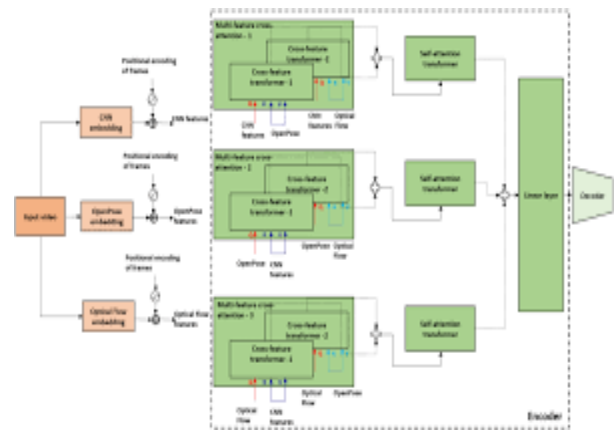 Positional encoding
of frames
CNN
embedding
CNN features
Positional encoding
of frames
Input video
OpenPose
embedding
OpenPose
features
Positional encoding
of frames
Optical Flow
embedding
Optical flow
features
Multi-feature cross-
attention - 1
Cross-feature
transformer -2
Cross-feature
transformer -1
CNN
features
OpenPose
CNN
features
Optical
Flow
Self-attention
transformer
Multi-feature cross-
attention - 2
Cross-feature
transformer -2
Cross-feature
OpenPose
CNN
features
OpenPose
Optical
Flow
Self-attention
transformer
Multi-feature cross-
attention - 3
Cross-feature
transformer -2
Cross-feature
transformer -1
Optical
Flow
CNN
features
Optical
Flow
OpenPose
Self-attention
transformer
Linear layer
Decoder
Encoder